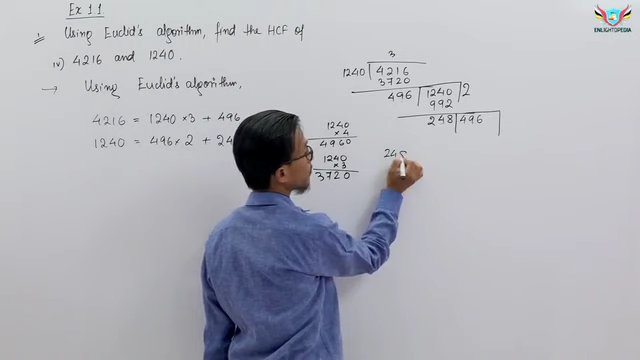 Ex 1.1
1. Using Euclid's algorithm, find the HCF of
iv) 4216 and 1240.
→ Using Euclid's algorithm,
4216 = 1240 × 3 + 496
1240 = 496 × 2 + 24
1240
× 4
4960
1240
× 3
3720
3
1240 4216
3720
496 1240 2
992
248 496
24
ENLIGHTOPEDIA